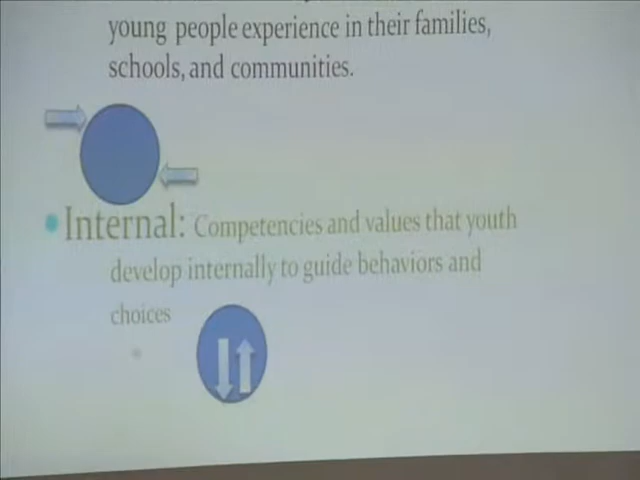 young people experience in their families,
schools, and communities.
Internal: Competencies and values that youth
develop internally to guide behaviors and
choices